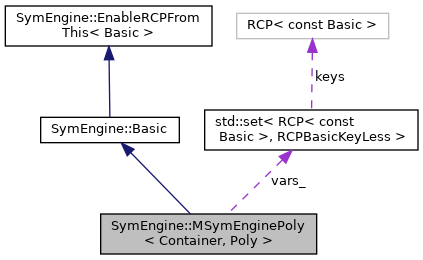 SymEngine::EnableRCPFrom
This< Basic >
RCP< const Basic >
keys
SymEngine::Basic
std::set< RCP< const
Basic >, RCPBasicKeyLess >
vars_
SymEngine::MSymEnginePoly
< Container, Poly >